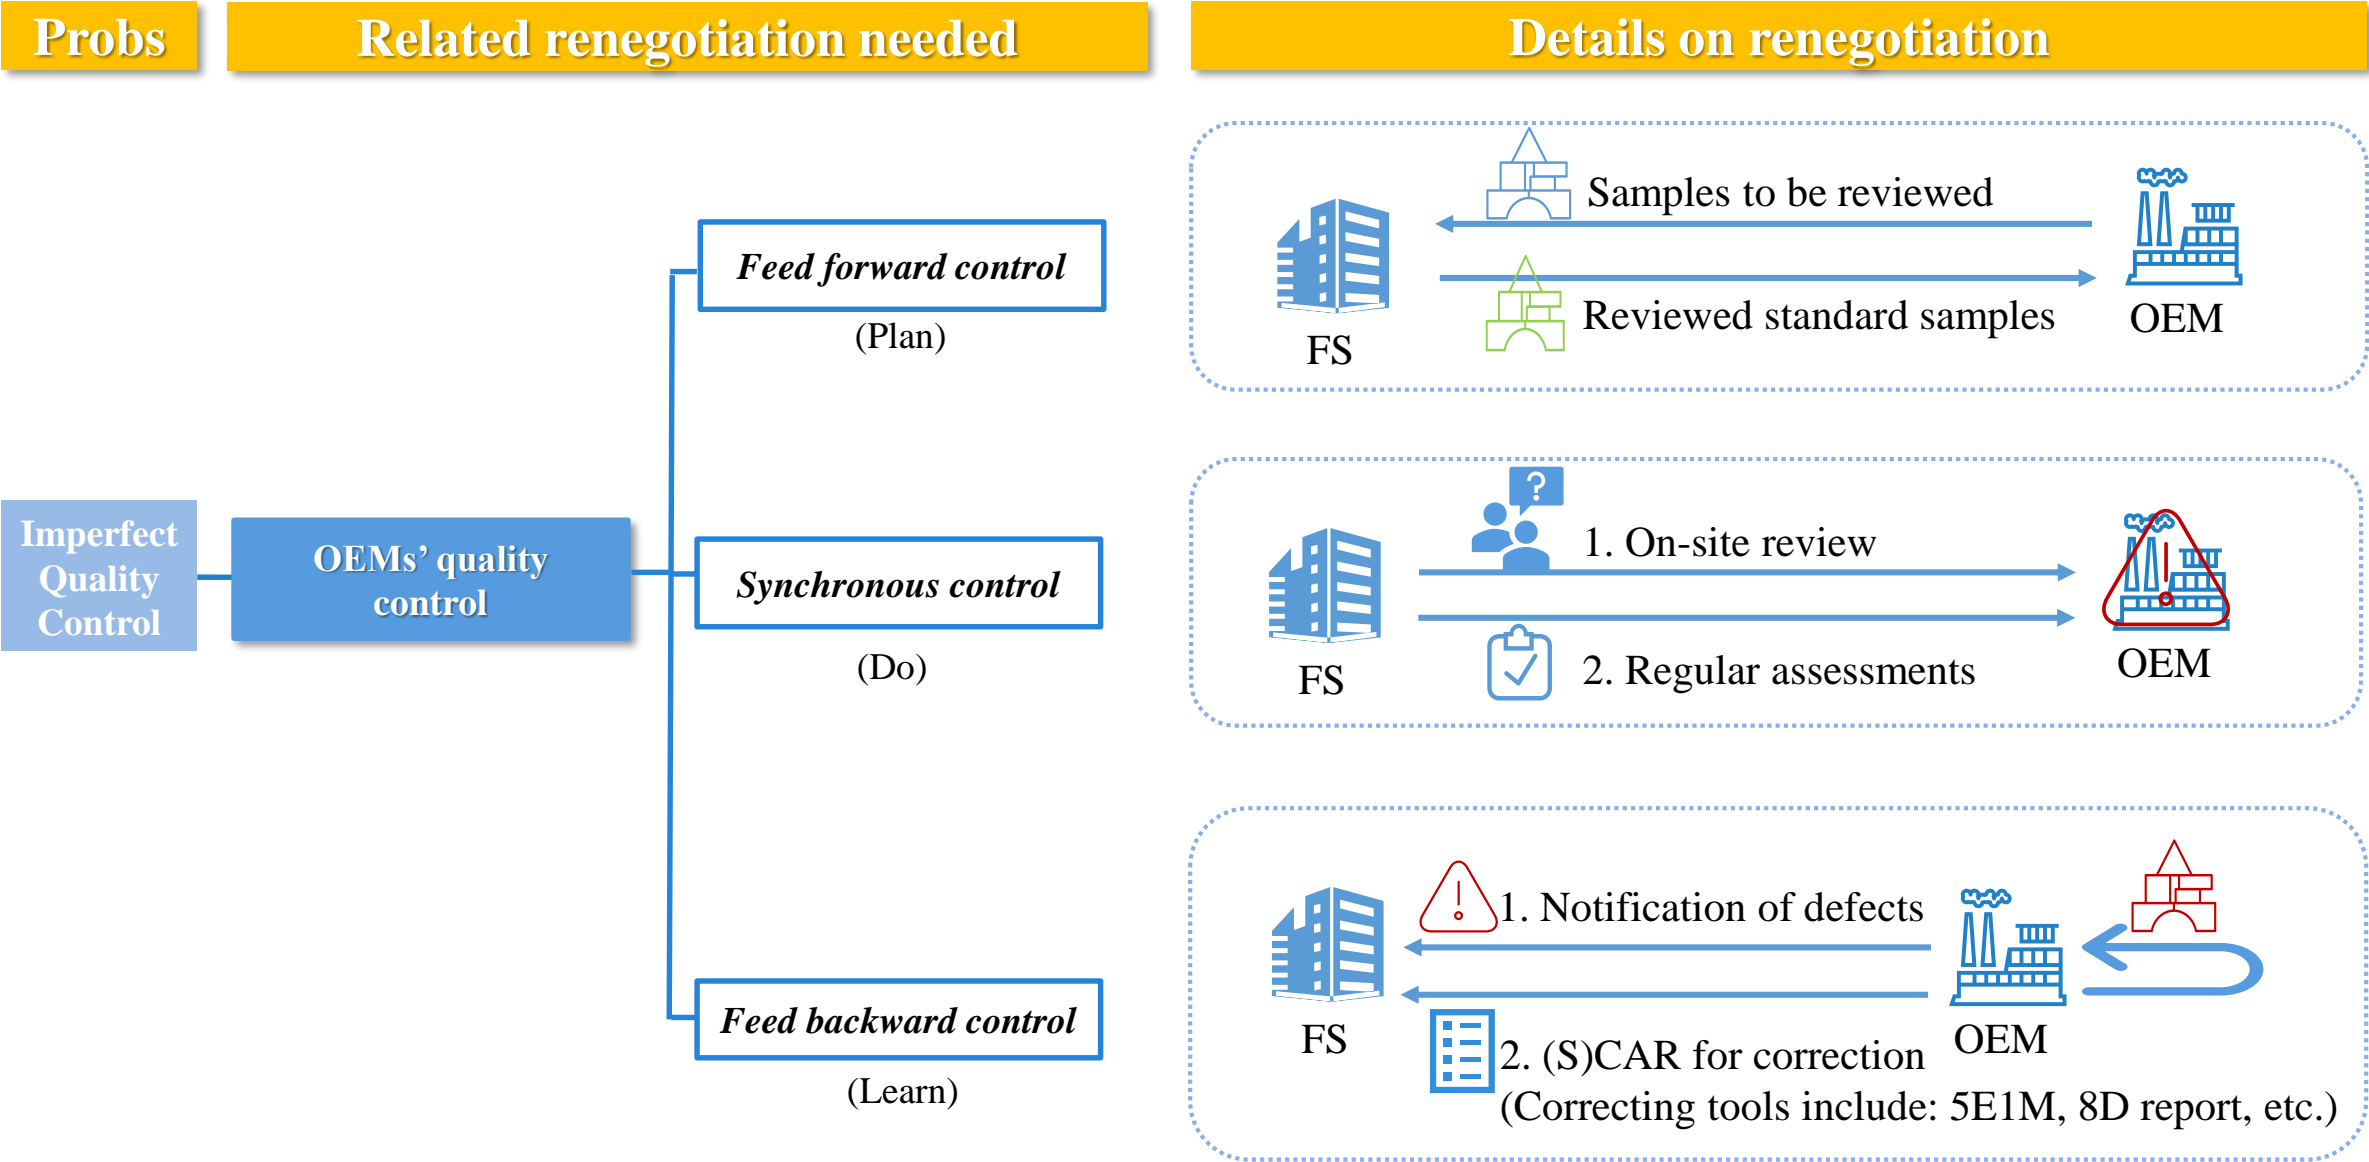 Probs
Related renegotiation needed
Details on renegotiation
Imperfect
Quality
Control
OEMs’ quality
control
Feed forward control
(Plan)
Synchronous control
(Do)
Feed backward control
(Learn)
Samples to be reviewed
Reviewed standard samples
FS
OEM
?
1. On-site review
2. Regular assessments
FS
OEM
1. Notification of defects
FS
OEM
2. (S)CAR for correction
(Correcting tools include: 5E1M, 8D report, etc.)